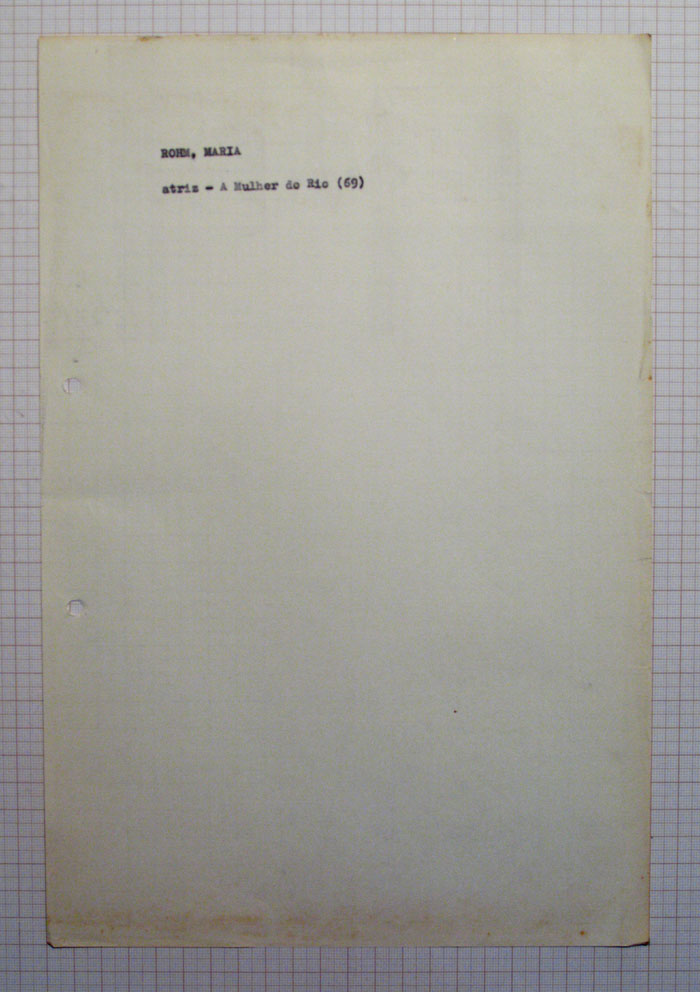 ROHM, MARIA
atriz - A Mulher do Rio (69)